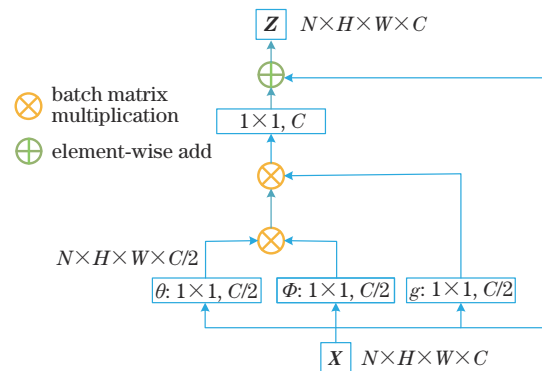 Z N×H×W×C
batch matrix
multiplication
1×1, C
element-wise add
N×H×W×C/2
θ: 1×1, C/2
Φ: 1×1, C/2
g: 1×1, C/2
X N×H×W×C